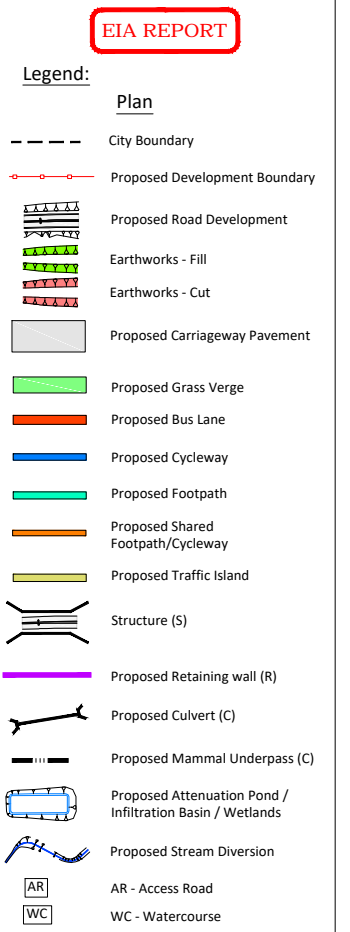 EIA REPORT
Legend:
Plan
City Boundary
Proposed Development Boundary
Proposed Road Development
Earthworks - Fill
Earthworks - Cut
Proposed Carriageway Pavement
Proposed Grass Verge
Proposed Bus Lane
Proposed Cycleway
Proposed Footpath
Proposed Shared
Footpath/Cycleway
Proposed Traffic Island
Structure (S)
Proposed Retaining wall (R)
Proposed Culvert (C)
Proposed Mammal Underpass (C)
Proposed Attenuation Pond /
Infiltration Basin / Wetlands
Proposed Stream Diversion
AR AR - Access Road
WC WC - Watercourse